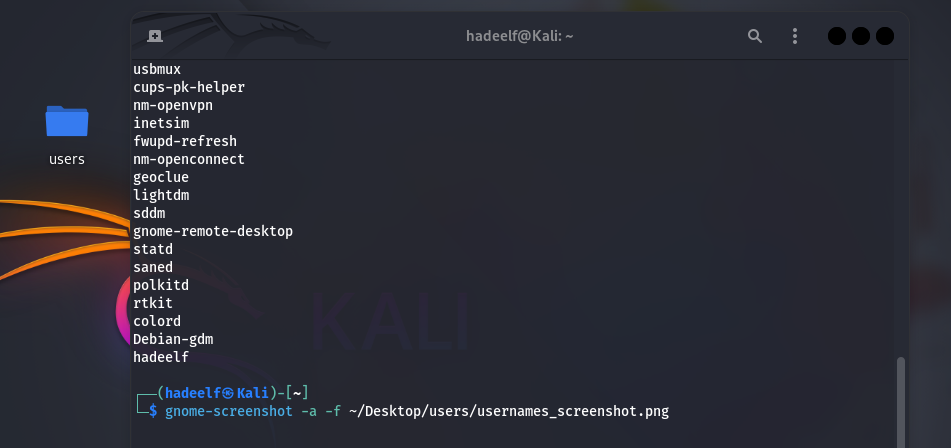 hadeelf@Kali: ~
usbmux
cups-pk-helper
nm-openvpn
inetsim
fwupd-refresh
nm-openconnect
geoclue
lightdm
sddm
gnome-remote-desktop
statd
saned
polkitd
rtkit
colord
Debian-gdm
hadeelf
┌──(hadeelf㉿Kali)-[~]
└─$ gnome-screenshot -a -f ~/Desktop/users/usernames_screenshot.png
users
KALI